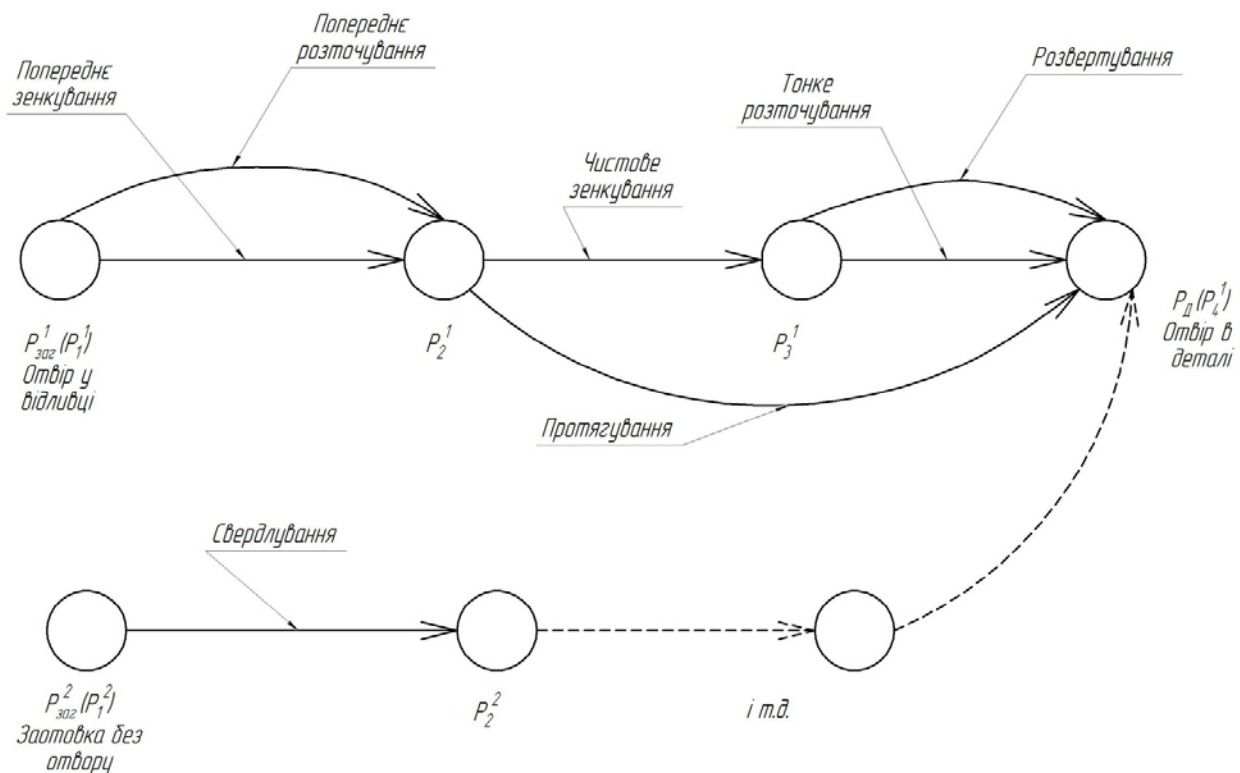 Попереднє
розточування
Попереднє
зенкування
Розвертування
Тонке
розточування
Чистове
зенкування
P¹заг(P¹₁)
Отвір у
відливці
P¹₂
P¹₃
PД(P¹₄)
Отвір в
деталі
Протягування
Свердлування
P²заг(P²₁)
Заотовка без
отвору
P²₂
і т.д.